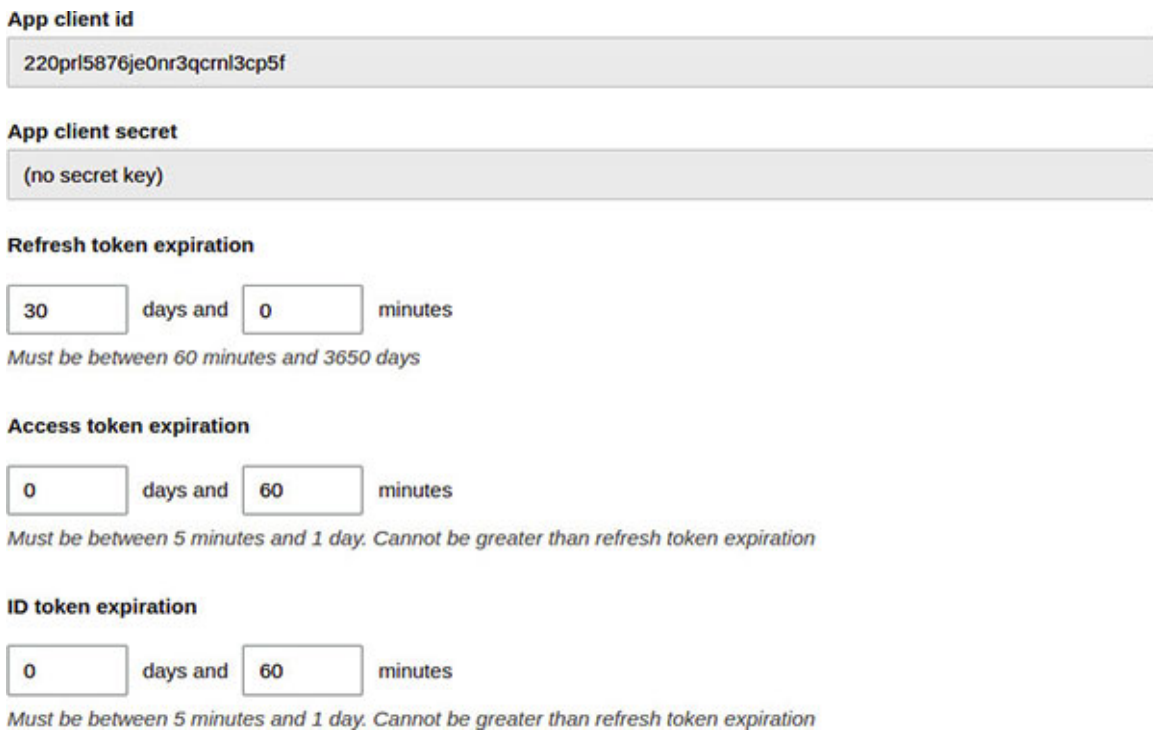 App client id
220prl5876je0nr3qcrnl3cp5f
App client secret
(no secret key)
Refresh token expiration
30 days and 0 minutes
Must be between 60 minutes and 3650 days
Access token expiration
0 days and 60 minutes
Must be between 5 minutes and 1 day. Cannot be greater than refresh token expiration
ID token expiration
0 days and 60 minutes
Must be between 5 minutes and 1 day. Cannot be greater than refresh token expiration